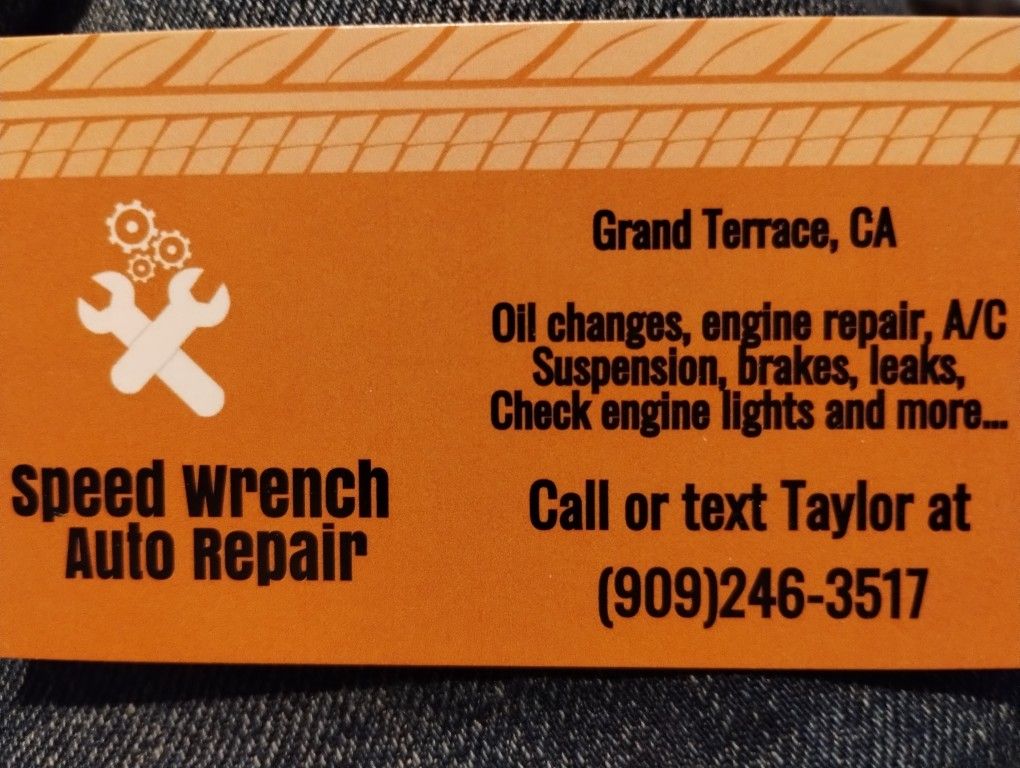 Grand Terrace, CA
Oil changes, engine repair, A/C
Suspension, brakes, leaks,
Check engine lights and more...
Speed Wrench
Auto Repair
Call or text Taylor at
(909)246-3517